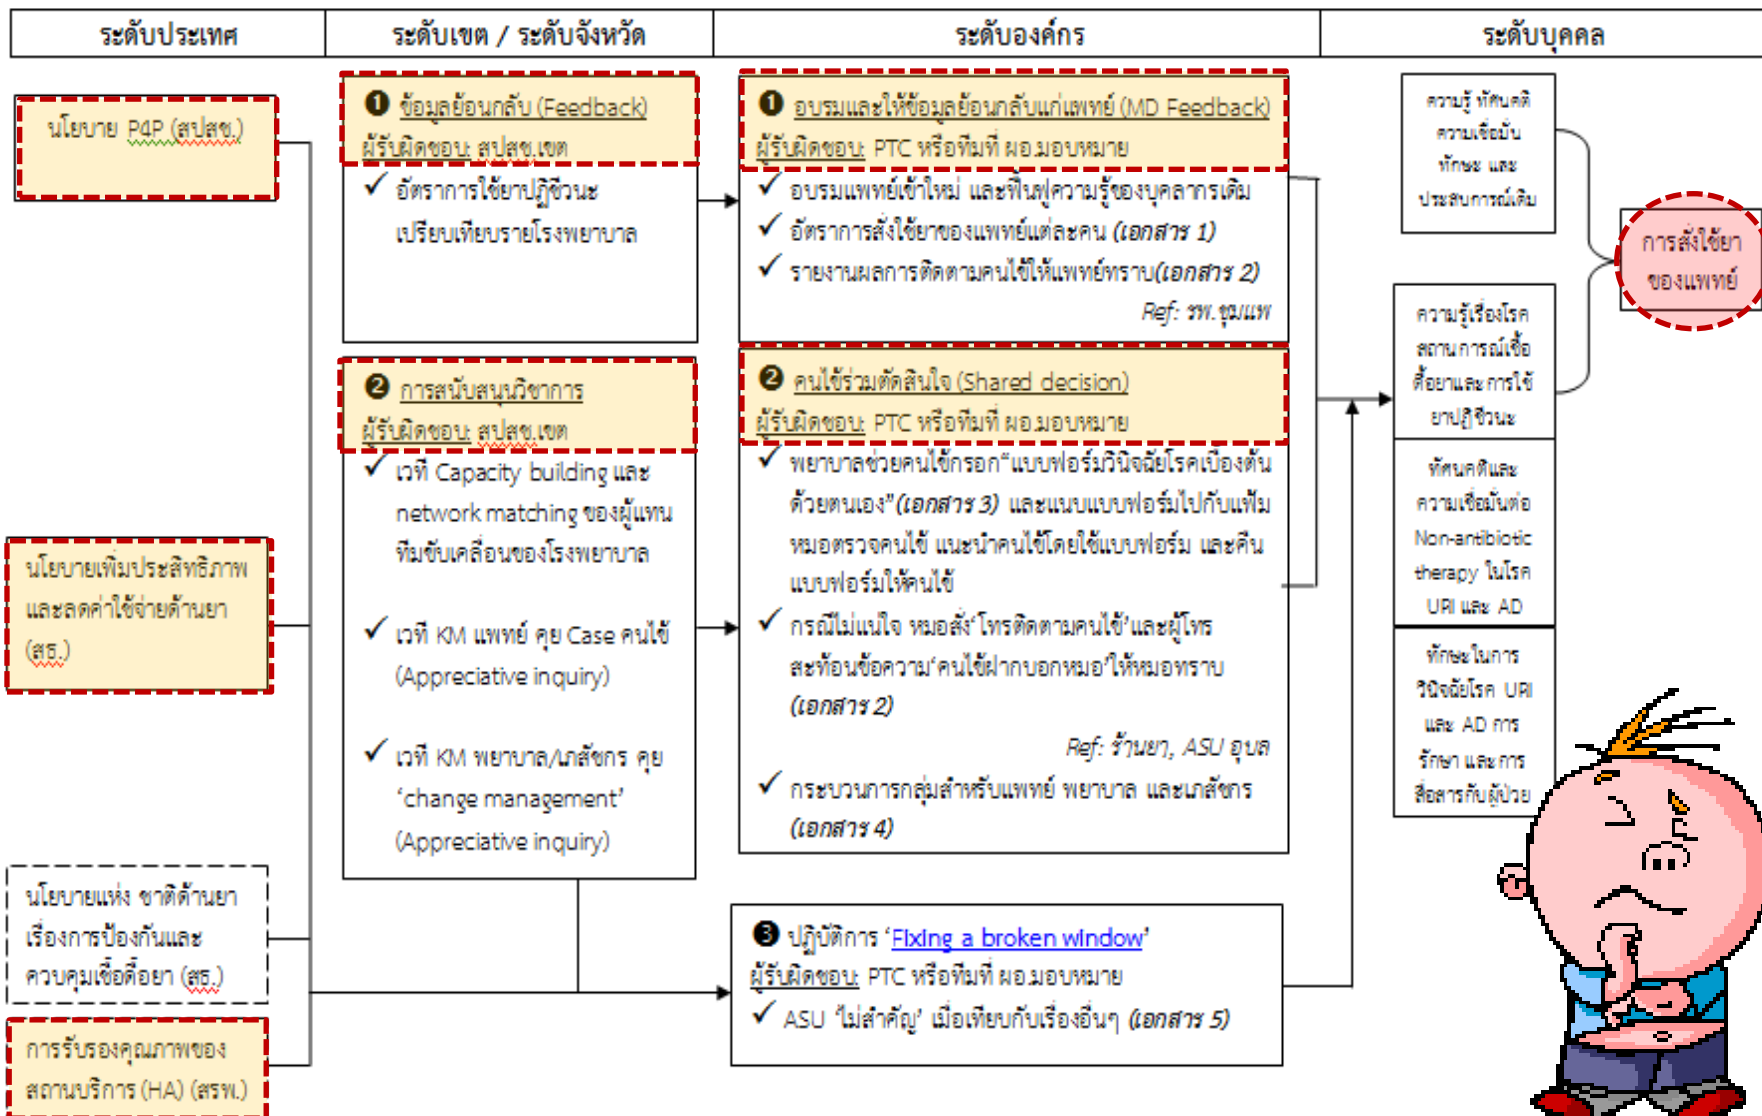 ระดับประเทศ
ระดับเขต / ระดับจังหวัด
ระดับองค์กร
ระดับบุคคล
นโยบาย P4P (สปสช.)
นโยบายเพิ่มประสิทธิภาพ
และลดค่าใช้จ่ายด้านยา
(สธ.)
นโยบายแห่ง ชาติด้านยา
เรื่องการป้องกันและ
ควบคุมเชื้อดื้อยา (สธ.)
การรับรองคุณภาพของ
สถานบริการ (HA) (สรพ.)
❶ ข้อมูลย้อนกลับ (Feedback)
ผู้รับผิดชอบ: สปสช.เขต
✓ อัตราการใช้ยาปฏิชีวนะ
เปรียบเทียบรายโรงพยาบาล
❷ การสนับสนุนวิชาการ
ผู้รับผิดชอบ: สปสช.เขต
✓ เวที Capacity building และ
network matching ของผู้แทน
ทีมขับเคลื่อนของโรงพยาบาล
✓ เวที KM แพทย์ คุย Case คนไข้
(Appreciative inquiry)
✓ เวที KM พยาบาล/เภสัชกร คุย
‘change management’
(Appreciative inquiry)
❶ อบรมและให้ข้อมูลย้อนกลับแก่แพทย์ (MD Feedback)
ผู้รับผิดชอบ: PTC หรือทีมที่ ผอ.มอบหมาย
✓ อบรมแพทย์เข้าใหม่ และฟื้นฟูความรู้ของบุคลากรเดิม
✓ อัตราการสั่งใช้ยาของแพทย์แต่ละคน (เอกสาร 1)
✓ รายงานผลการติดตามคนไข้ให้แพทย์ทราบ(เอกสาร 2)
Ref: รพ.ชุมแพ
❷ คนไข้ร่วมตัดสินใจ (Shared decision)
ผู้รับผิดชอบ: PTC หรือทีมที่ ผอ.มอบหมาย
✓ พยาบาลช่วยคนไข้กรอก“แบบฟอร์มวินิจฉัยโรคเบื้องต้น
ด้วยตนเอง”(เอกสาร 3) และแนบแบบฟอร์มไปกับแฟ้ม
หมอตรวจคนไข้ แนะนำคนไข้โดยใช้แบบฟอร์ม และคืน
แบบฟอร์มให้คนไข้
✓ กรณีไม่แน่ใจ หมอสั่ง‘โทรติดตามคนไข้’และผู้โทร
สะท้อนข้อความ‘คนไข้ฝากบอกหมอ’ให้หมอทราบ
(เอกสาร 2)
Ref: ร้านยา, ASU อุบล
✓ กระบวนการกลุ่มสำหรับแพทย์ พยาบาล และเภสัชกร
(เอกสาร 4)
❸ ปฏิบัติการ ‘Fixing a broken window’
ผู้รับผิดชอบ: PTC หรือทีมที่ ผอ.มอบหมาย
✓ ASU ‘ไม่สำคัญ’ เมื่อเทียบกับเรื่องอื่นๆ (เอกสาร 5)
ความรู้ ทัศนคติ
ความเชื่อมั่น
ทักษะ และ
ประสบการณ์เดิม
ความรู้เรื่องโรค
สถานการณ์เชื้อ
ดื้อยาและการใช้
ยาปฏิชีวนะ
ทัศนคติและ
ความเชื่อมั่นต่อ
Non-antibiotic
therapy ในโรค
URI และ AD
ทักษะในการ
วินิจฉัยโรค URI
และ AD การ
รักษา และการ
สื่อสารกับผู้ป่วย
การสั่งใช้ยา
ของแพทย์